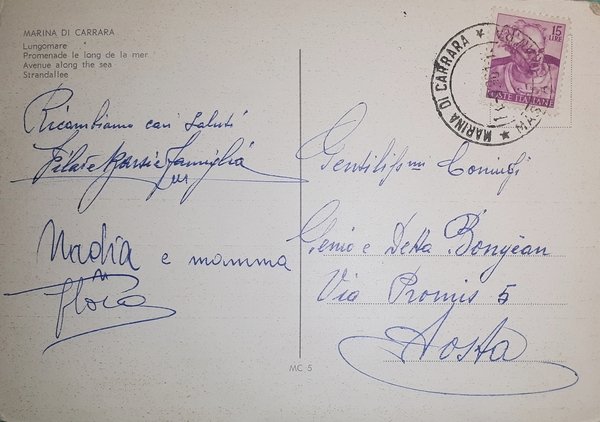 MARINA DI CARRARA
Lungomare
Promenade le long de la mer
Avenue along the sea
Strandallee
Ricambiamo cari saluti
e famiglia
Nadia e mamma
Flora
MC 5
15
LIRE
POSTE ITALIANE
★ MARINA DI CARRARA ★
Gentilissimi Coniugi
Genio e Detta Bongean
Via Promis 5
Aosta